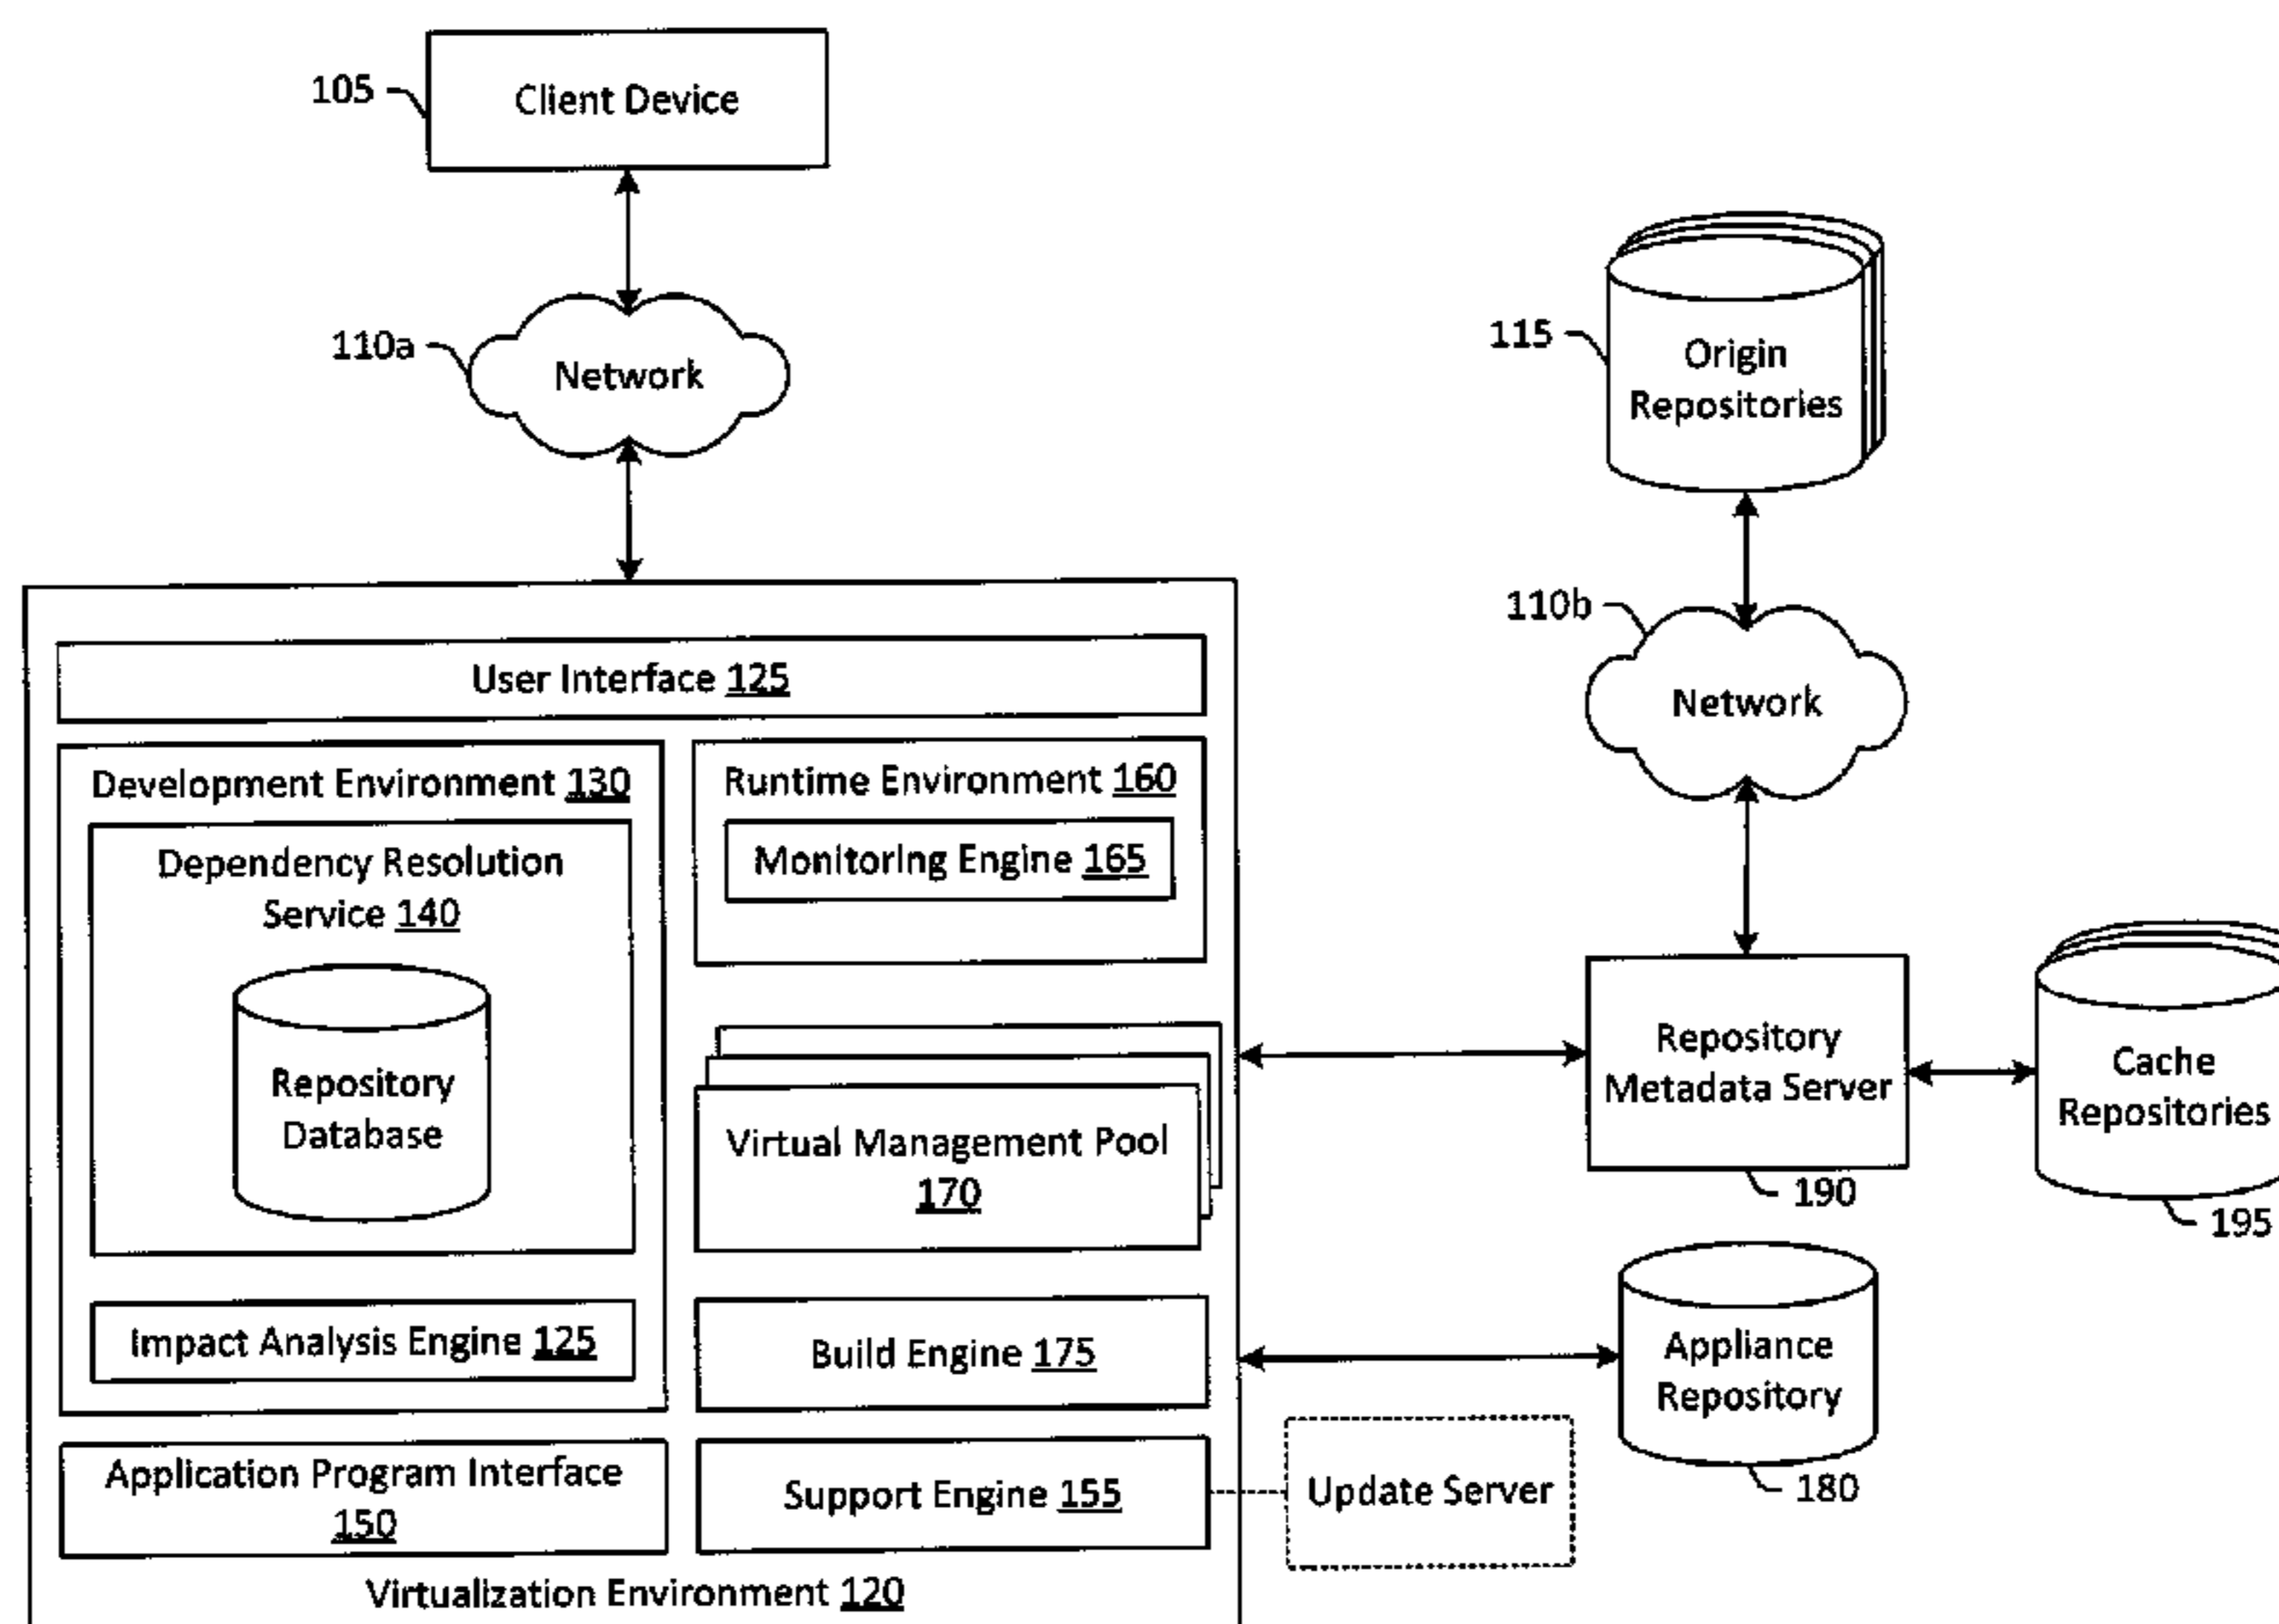 105
Client Device
110a
Network
115
Origin
Repositories
110b
Network
User Interface 125
Development Environment 130
Dependency Resolution
Service 140
Repository
Database
Impact Analysis Engine 125
Application Program Interface
150
Runtime Environment 160
Monitoring Engine 165
Virtual Management Pool
170
Build Engine 175
Support Engine 155
Update Server
Virtualization Environment 120
Repository
Metadata Server
190
Cache
Repositories
195
Appliance
Repository
180